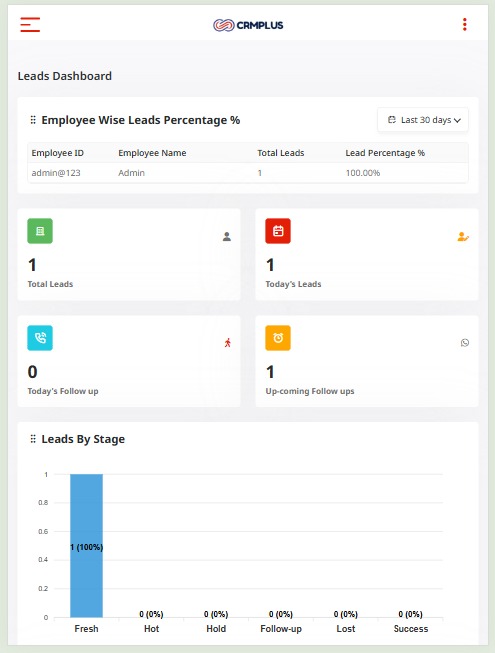 CRMPLUS
Leads Dashboard
Employee Wise Leads Percentage %
Last 30 days
Employee ID Employee Name Total Leads Lead Percentage %
admin@123 Admin 1 100.00%
1
Total Leads
1
Today's Leads
0
Today's Follow up
1
Up-coming Follow ups
Leads By Stage
1
0.8
0.6
0.4
0.2
0
1 (100%)
0 (0%) 0 (0%) 0 (0%) 0 (0%) 0 (0%)
Fresh Hot Hold Follow-up Lost Success